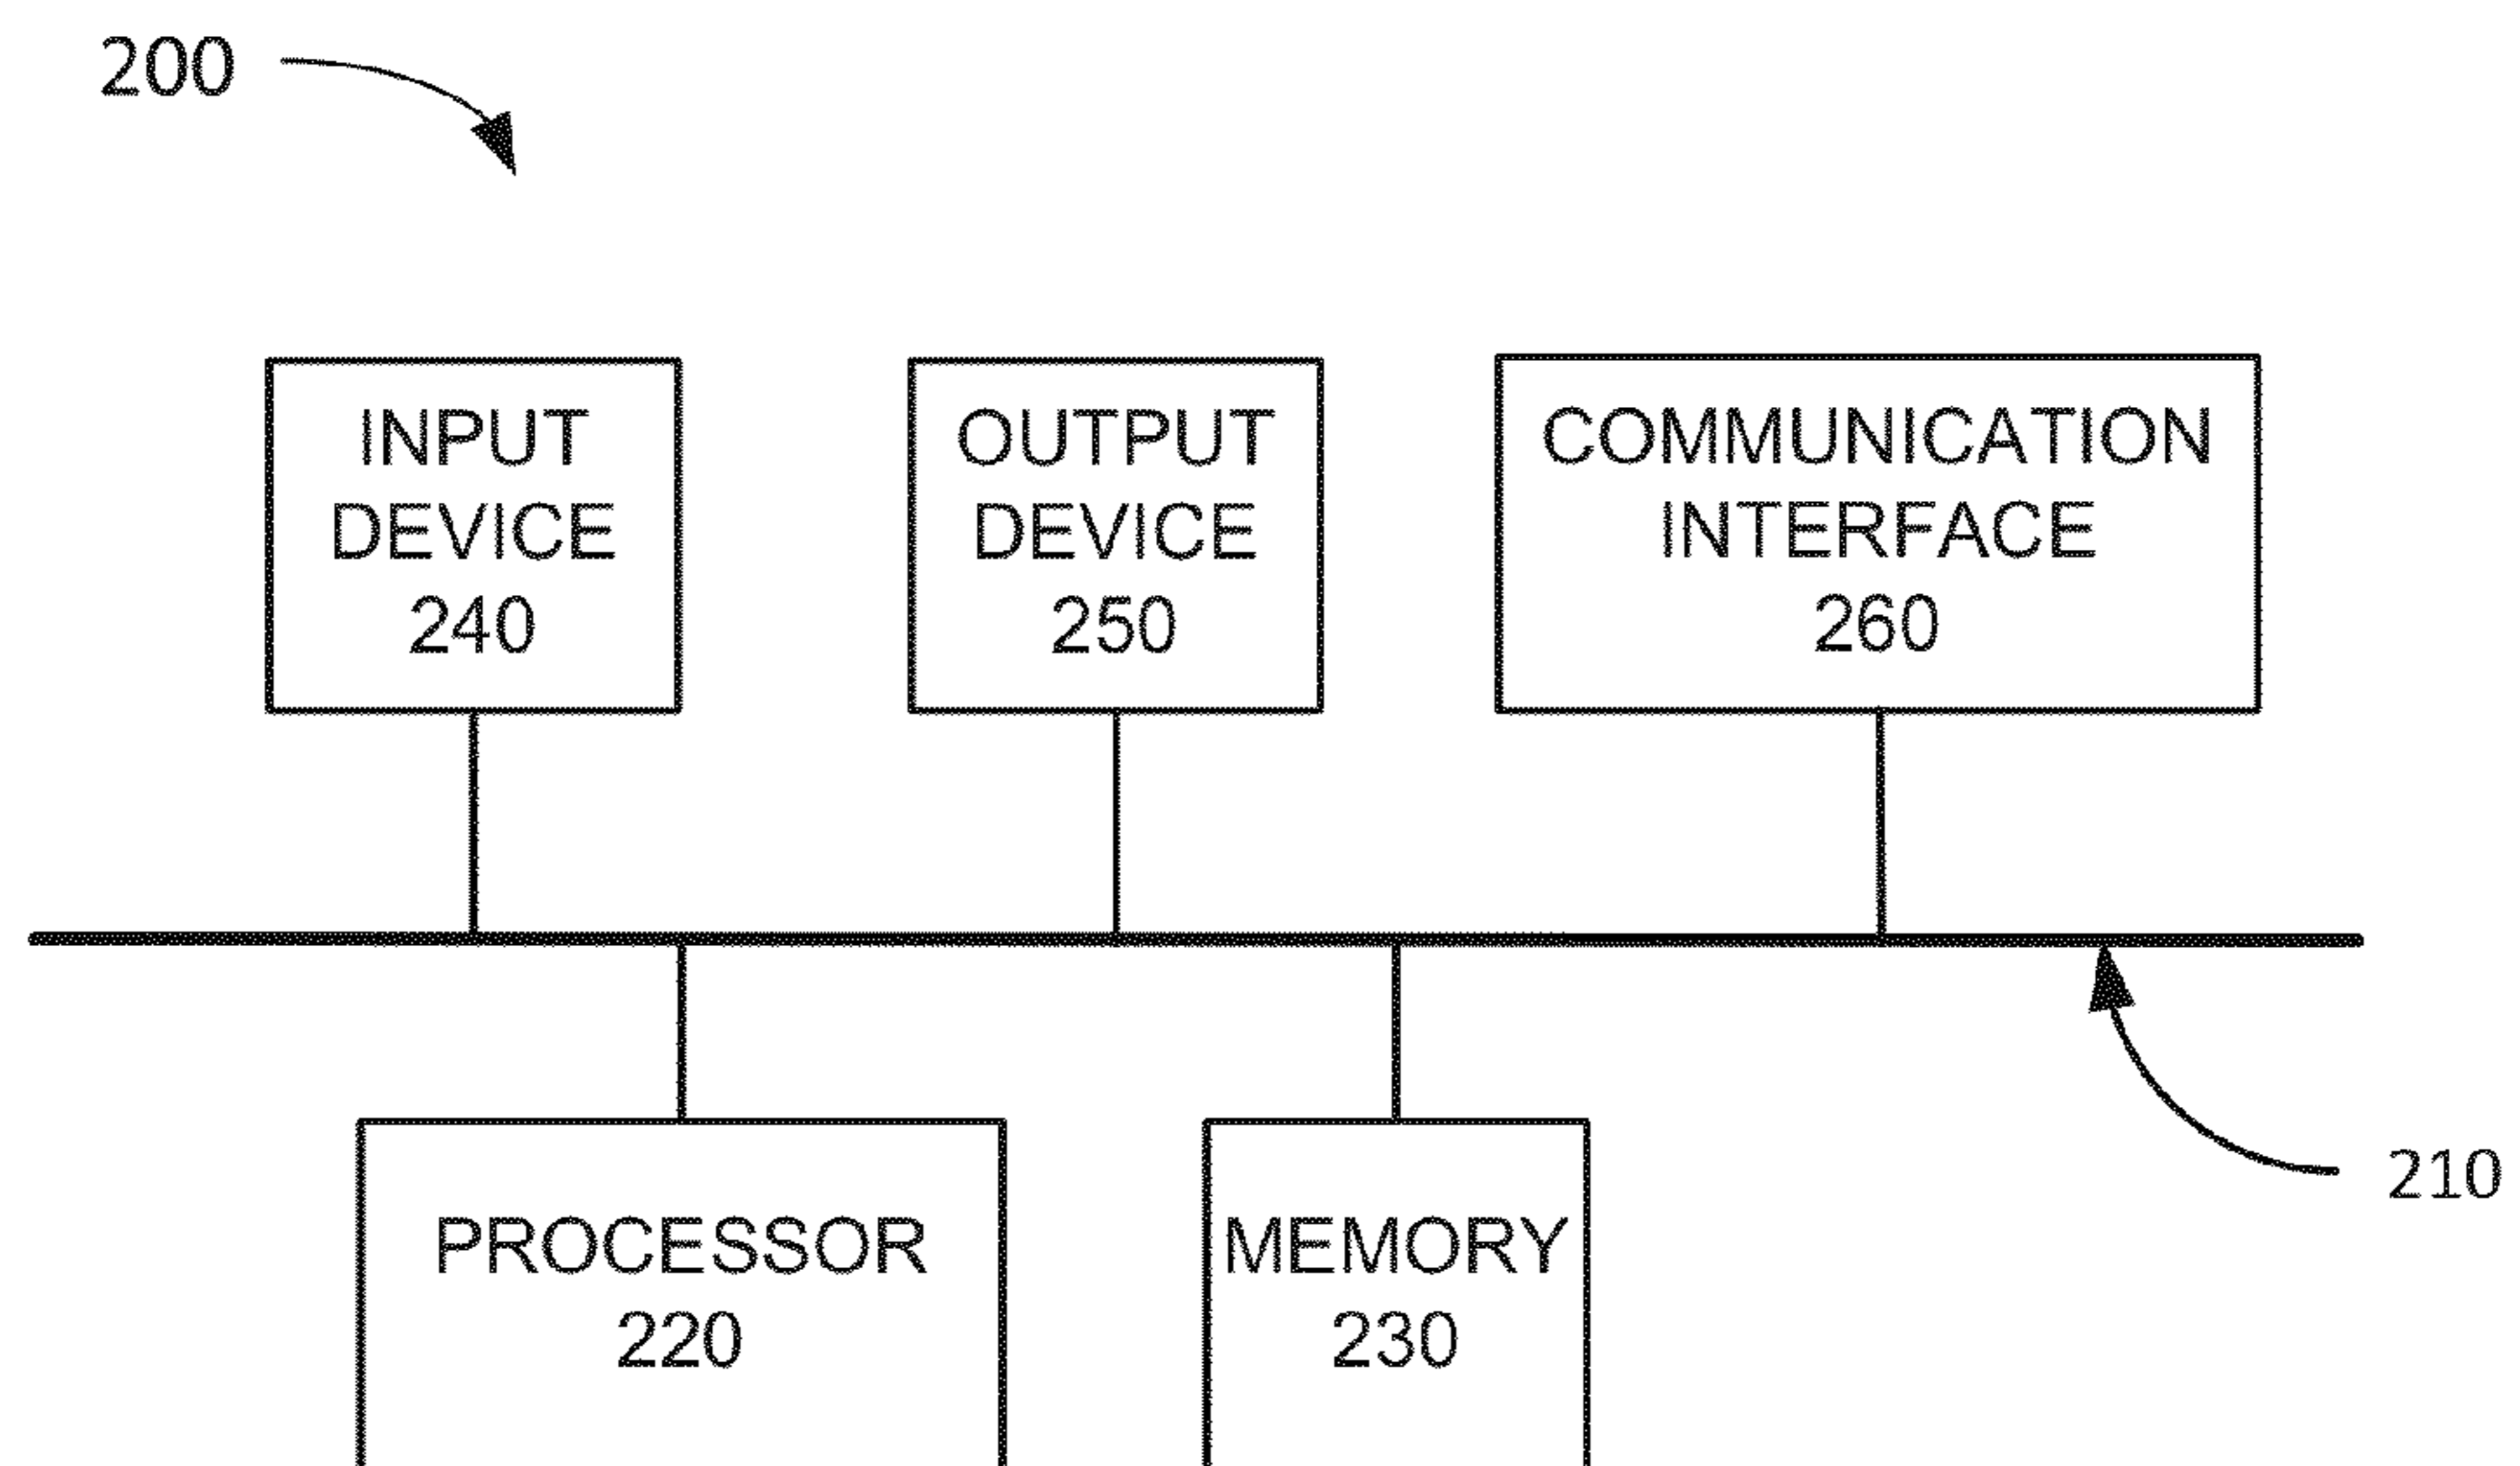 200
INPUT
DEVICE
240
OUTPUT
DEVICE
250
COMMUNICATION
INTERFACE
260
210
PROCESSOR
220
MEMORY
230